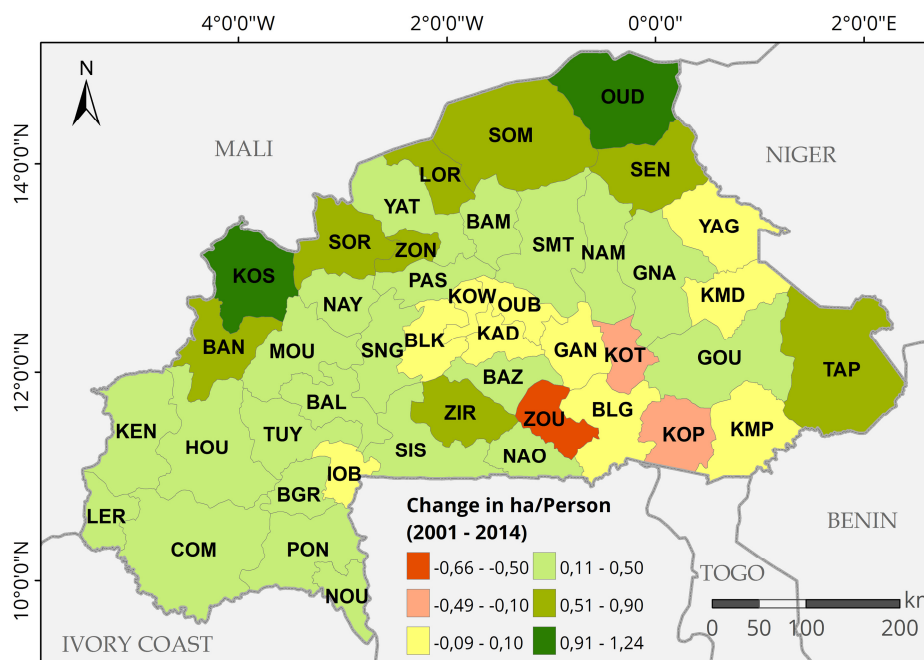 4°0'0"W 2°0'0"W 0°0'0" 2°0'0"E
N
OUD
SOM
MALI
NIGER
14°0'0"N
SEN
LOR
YAT
BAM
YAG
SOR
ZON
SMT
NAM
KOS
GNA
PAS
KOW
KMD
NAY
OUB
KAD
BAN
MOU
SNG
BLK
GAN
KOT
GOU
TAP
12°0'0"N
BAZ
BAL
ZIR
ZOU
BLG
KEN
TUY
KOP
KMP
HOU
SIS
NAO
IOB
BGR
LER
COM
PON
NOU
10°0'0"N
Change in ha/Person
(2001 - 2014)
-0,66 - -0,50 0,11 - 0,50
-0,49 - -0,10 0,51 - 0,90
-0,09 - 0,10 0,91 - 1,24
BENIN
TOGO
IVORY COAST
km
0 50 100 200